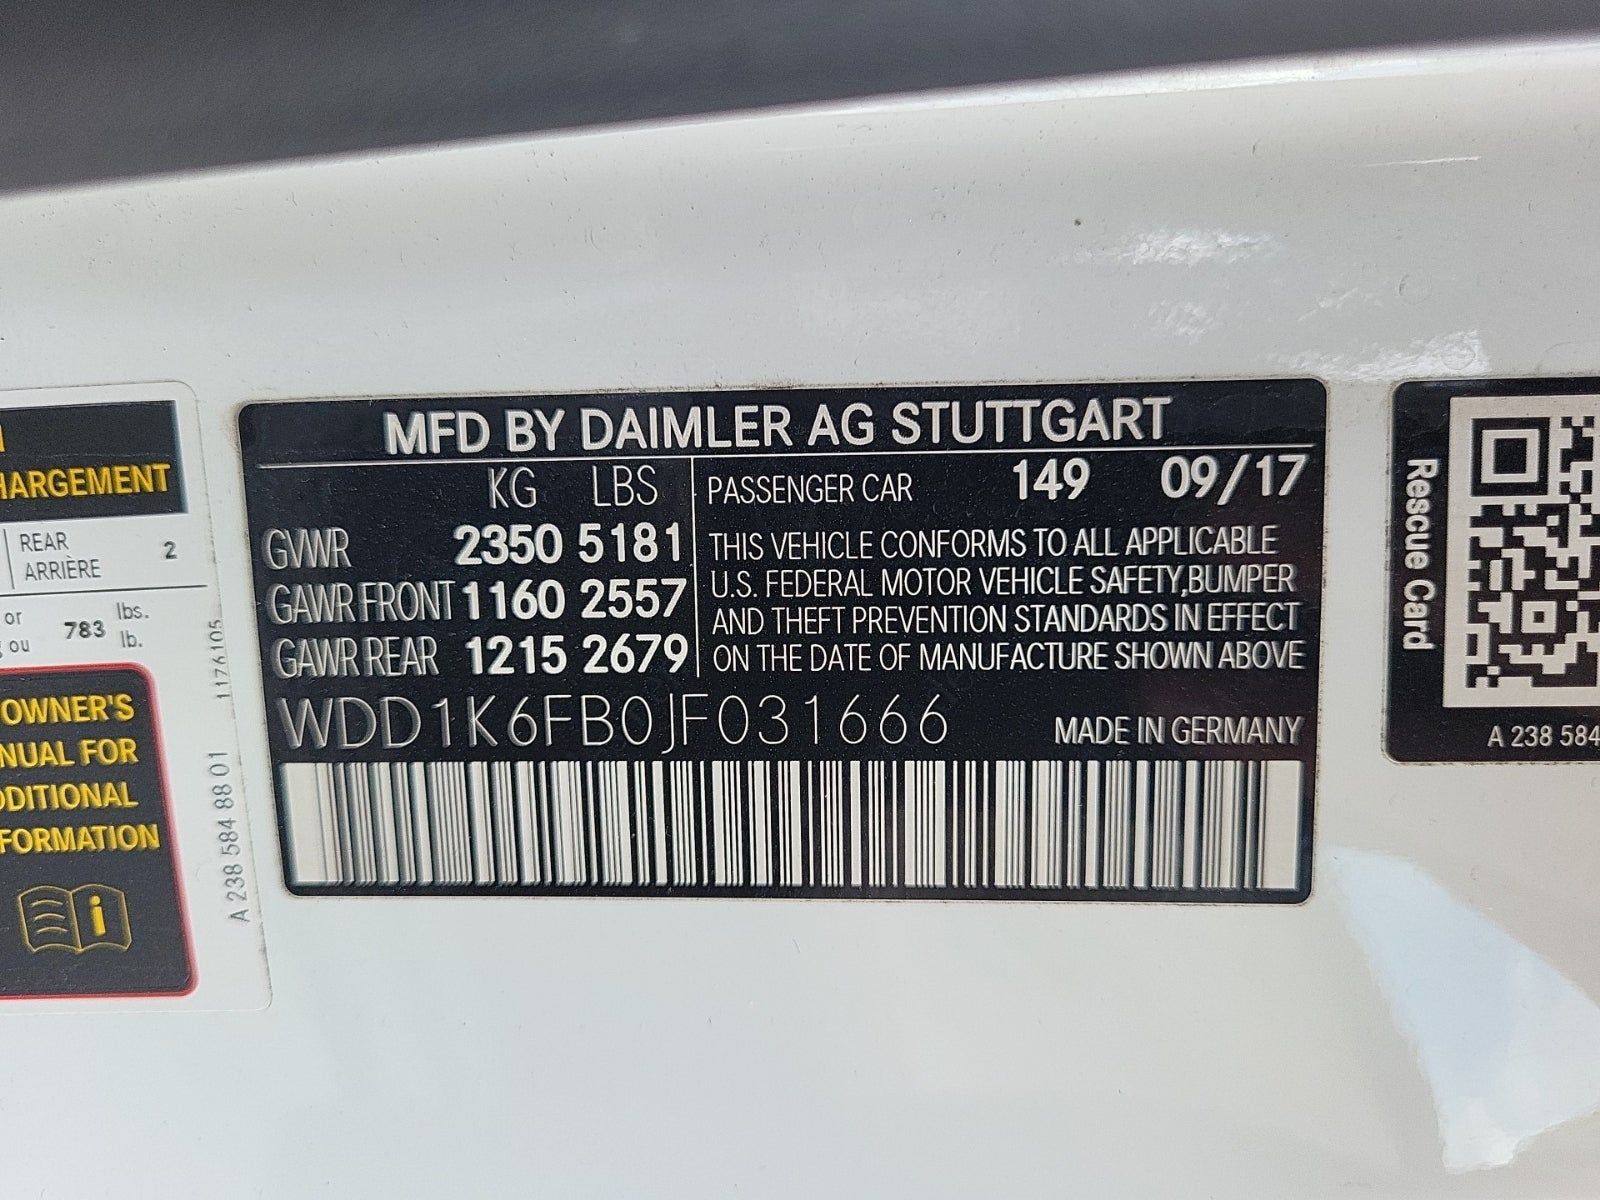 HARGEMENT
REAR
ARRIÈRE 2
or
ou 783 lbs.
lb.
OWNER'S
NUAL FOR
DDITIONAL
FORMATION
i
1176105
A 238 584 88 01
MFD BY DAIMLER AG STUTTGART
KG LBS
GVWR 2350 5181
GAWR FRONT 1160 2557
GAWR REAR 1215 2679
PASSENGER CAR 149 09/17
THIS VEHICLE CONFORMS TO ALL APPLICABLE
U.S. FEDERAL MOTOR VEHICLE SAFETY,BUMPER
AND THEFT PREVENTION STANDARDS IN EFFECT
ON THE DATE OF MANUFACTURE SHOWN ABOVE
WDD1K6FB0JF031666
MADE IN GERMANY
Rescue Card
A 238 584